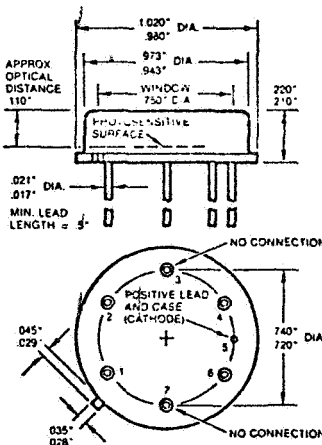 1.020" DIA.
.980"
.973" DIA
.943"
APPROX
OPTICAL
DISTANCE
110"
WINDOW
750" DIA
220"
210"
PHOTOSENSITIVE
SURFACE
.021" DIA.
.017"
MIN. LEAD
LENGTH = .5"
NO CONNECTION
3
POSITIVE LEAD
AND CASE
(CATHODE)
2
4
5
740" DIA
720"
.045"
.029"
1
6
7
035"
028"
NO CONNECTION